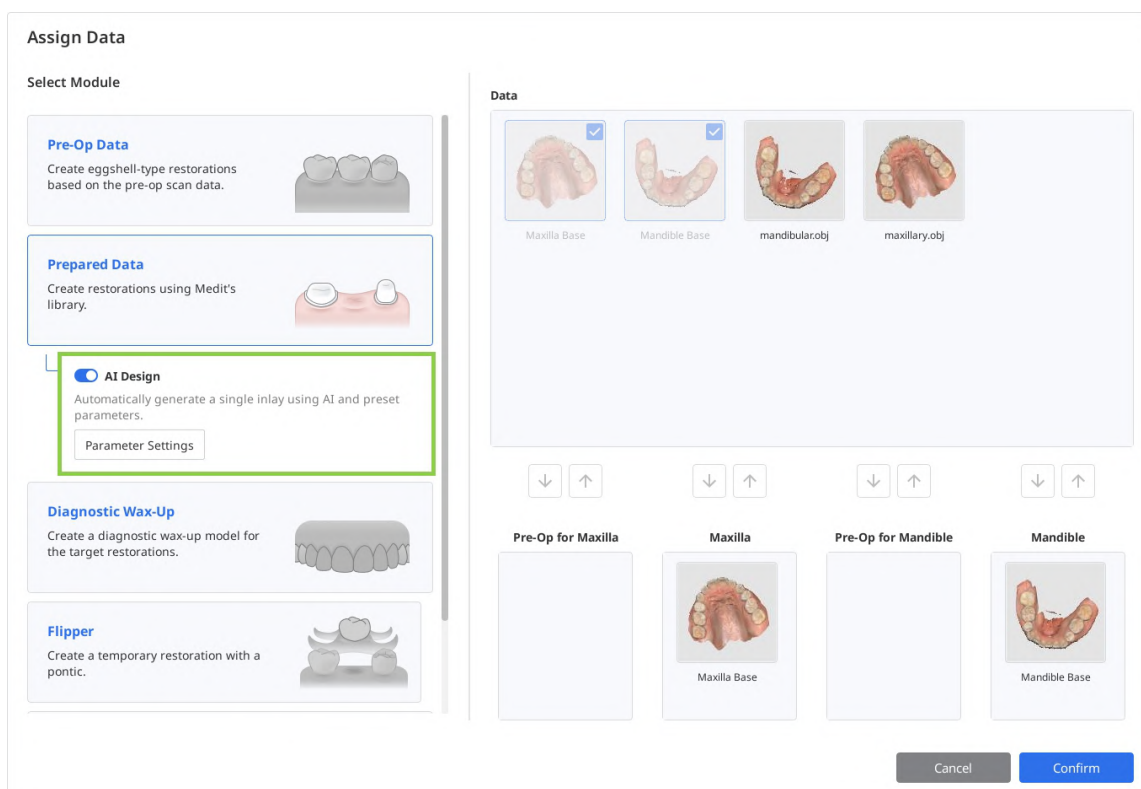 Assign Data
Select Module
Pre-Op Data
Create eggshell-type restorations
based on the pre-op scan data.
Prepared Data
Create restorations using Medit's
library.
AI Design
Automatically generate a single inlay using AI and preset
parameters.
Parameter Settings
Diagnostic Wax-Up
Create a diagnostic wax-up model for
the target restorations.
Flipper
Create a temporary restoration with a
pontic.
Data
Maxilla Base
Mandible Base
mandibular.obj
maxillary.obj
Pre-Op for Maxilla
Maxilla
Pre-Op for Mandible
Mandible
Maxilla Base
Mandible Base
Cancel
Confirm